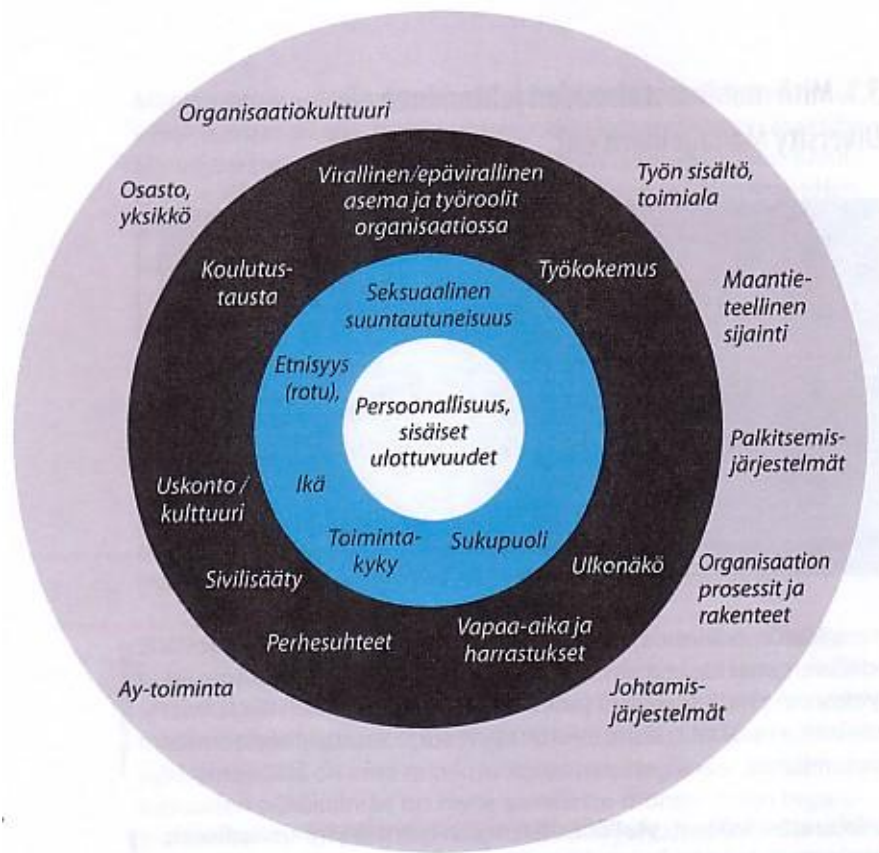 Organisaatiokulttuuri
Osasto,
yksikkö
Virallinen/epävirallinen
asema ja työroolit
organisaatiossa
Työn sisältö,
toimiala
Koulutus-
tausta
Työkokemus
Seksuaalinen
suuntautuneisuus
Maantie-
teellinen
sijainti
Etnisyys
(rotu),
Persoonallisuus,
sisäiset
ulottuvuudet
Palkitsemis-
järjestelmät
Uskonto /
kulttuuri
Ikä
Toiminta-
kyky
Sukupuoli
Sivilisääty
Ulkonäkö
Organisaation
prosessit ja
rakenteet
Perhesuhteet
Vapaa-aika ja
harrastukset
Ay-toiminta
Johtamis-
järjestelmät